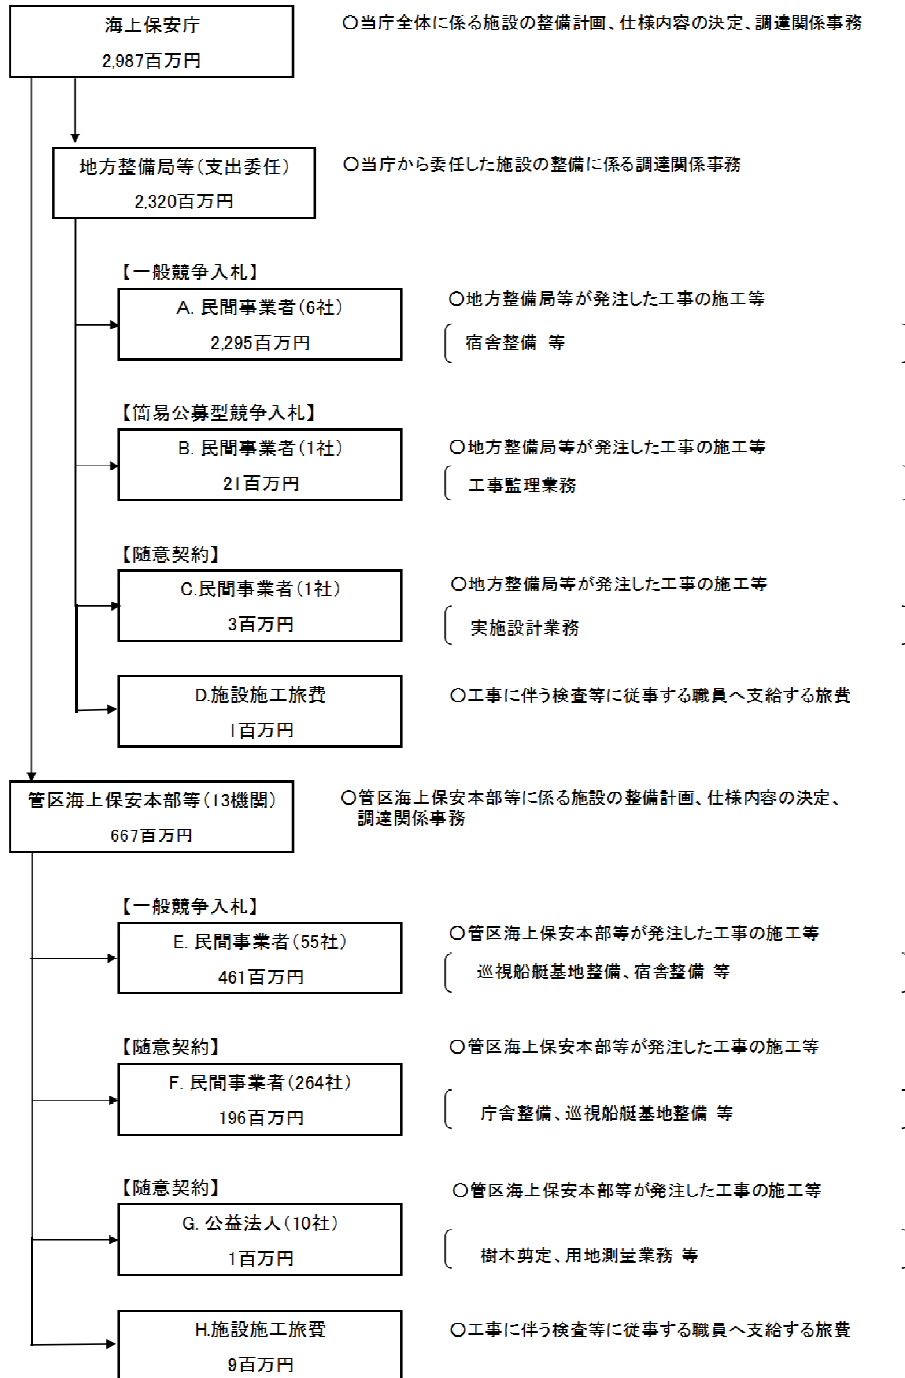 海上保安庁
2,987百万円
○当庁全体に係る施設の整備計画、仕様内容の決定、調達関係事務
地方整備局等(支出委任)
2,320百万円
○当庁から委任した施設の整備に係る調達関係事務
【一般競争入札】
A. 民間事業者(6社)
2,295百万円
○地方整備局等が発注した工事の施工等
宿舎整備 等
【簡易公募型競争入札】
B. 民間事業者(1社)
21百万円
○地方整備局等が発注した工事の施工等
工事監理業務
【随意契約】
C.民間事業者(1社)
3百万円
○地方整備局等が発注した工事の施工等
実施設計業務
D.施設施工旅費
1百万円
○工事に伴う検査等に従事する職員へ支給する旅費
管区海上保安本部等(13機関)
667百万円
○管区海上保安本部等に係る施設の整備計画、仕様内容の決定、
調達関係事務
【一般競争入札】
E. 民間事業者(55社)
461百万円
○管区海上保安本部等が発注した工事の施工等
巡視船艇基地整備、宿舎整備 等
【随意契約】
F. 民間事業者(264社)
196百万円
○管区海上保安本部等が発注した工事の施工等
庁舎整備、巡視船艇基地整備 等
【随意契約】
G. 公益法人(10社)
1百万円
○管区海上保安本部等が発注した工事の施工等
樹木剪定、用地測量業務 等
H.施設施工旅費
9百万円
○工事に伴う検査等に従事する職員へ支給する旅費